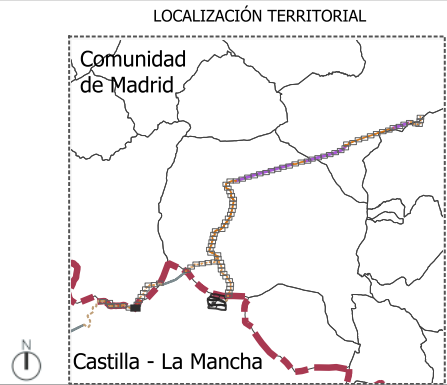 LOCALIZACIÓN TERRITORIAL
Comunidad
de Madrid
N
Castilla - La Mancha